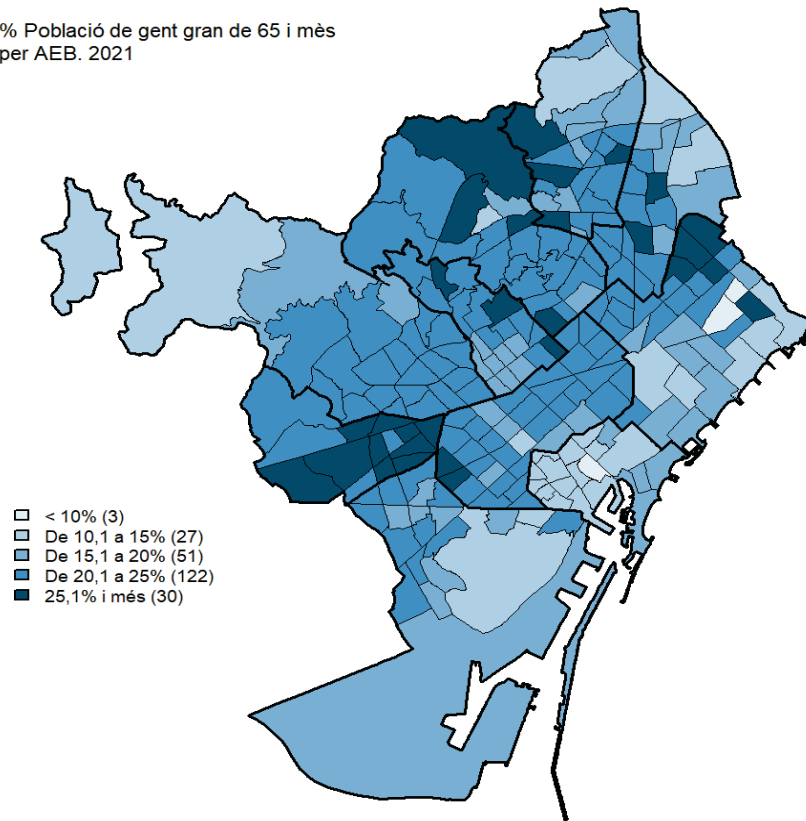 % Població de gent gran de 65 i mès
per AEB. 2021
< 10% (3)
De 10,1 a 15% (27)
De 15,1 a 20% (51)
De 20,1 a 25% (122)
25,1% i més (30)